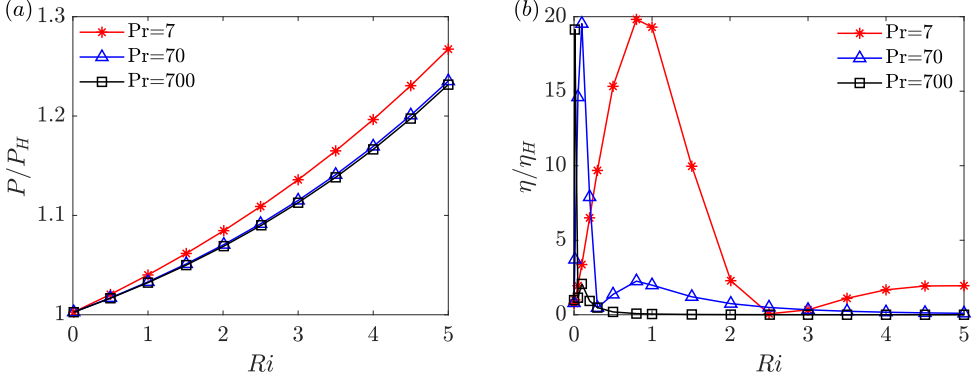 (a)
1.3
1.2
1.1
1
P/P_H
Pr=7
Pr=70
Pr=700
0 1 2 3 4 5
Ri
(b)
20
15
10
5
0
η/η_H
Pr=7
Pr=70
Pr=700
0 1 2 3 4 5
Ri